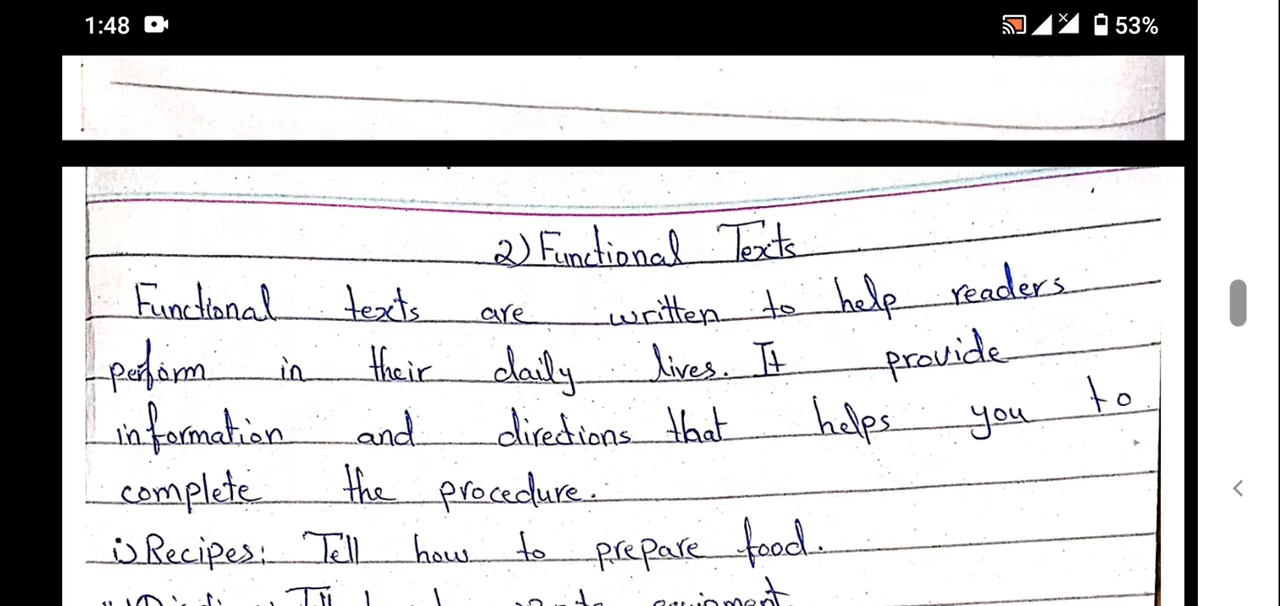 1:48
53%
2) Functional Texts
Functional texts are written to help readers
perform in their daily lives. It provide
information and directions that helps you to
complete the procedure.
i) Recipes: Tell how to prepare food.
equipment